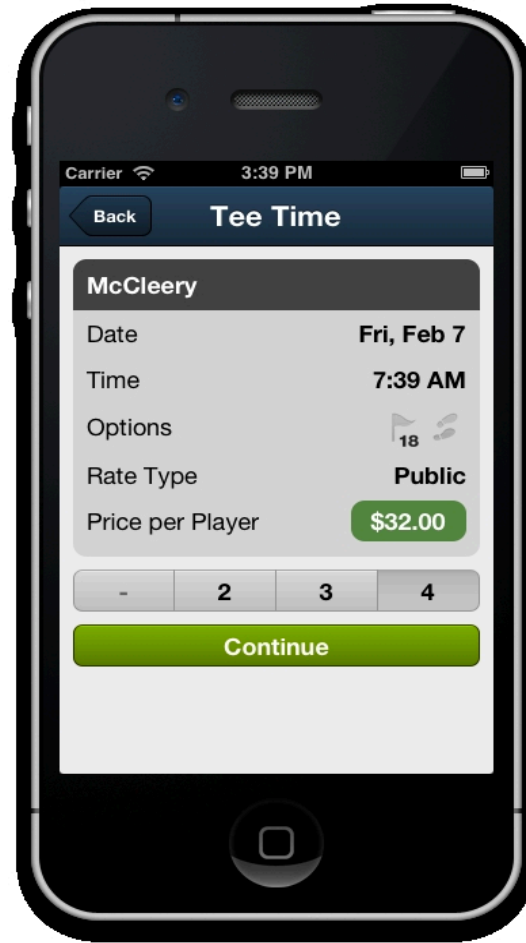 Carrier 3:39 PM
Back Tee Time
McCleery
Date Fri, Feb 7
Time 7:39 AM
Options 18
Rate Type Public
Price per Player $32.00
- 2 3 4
Continue